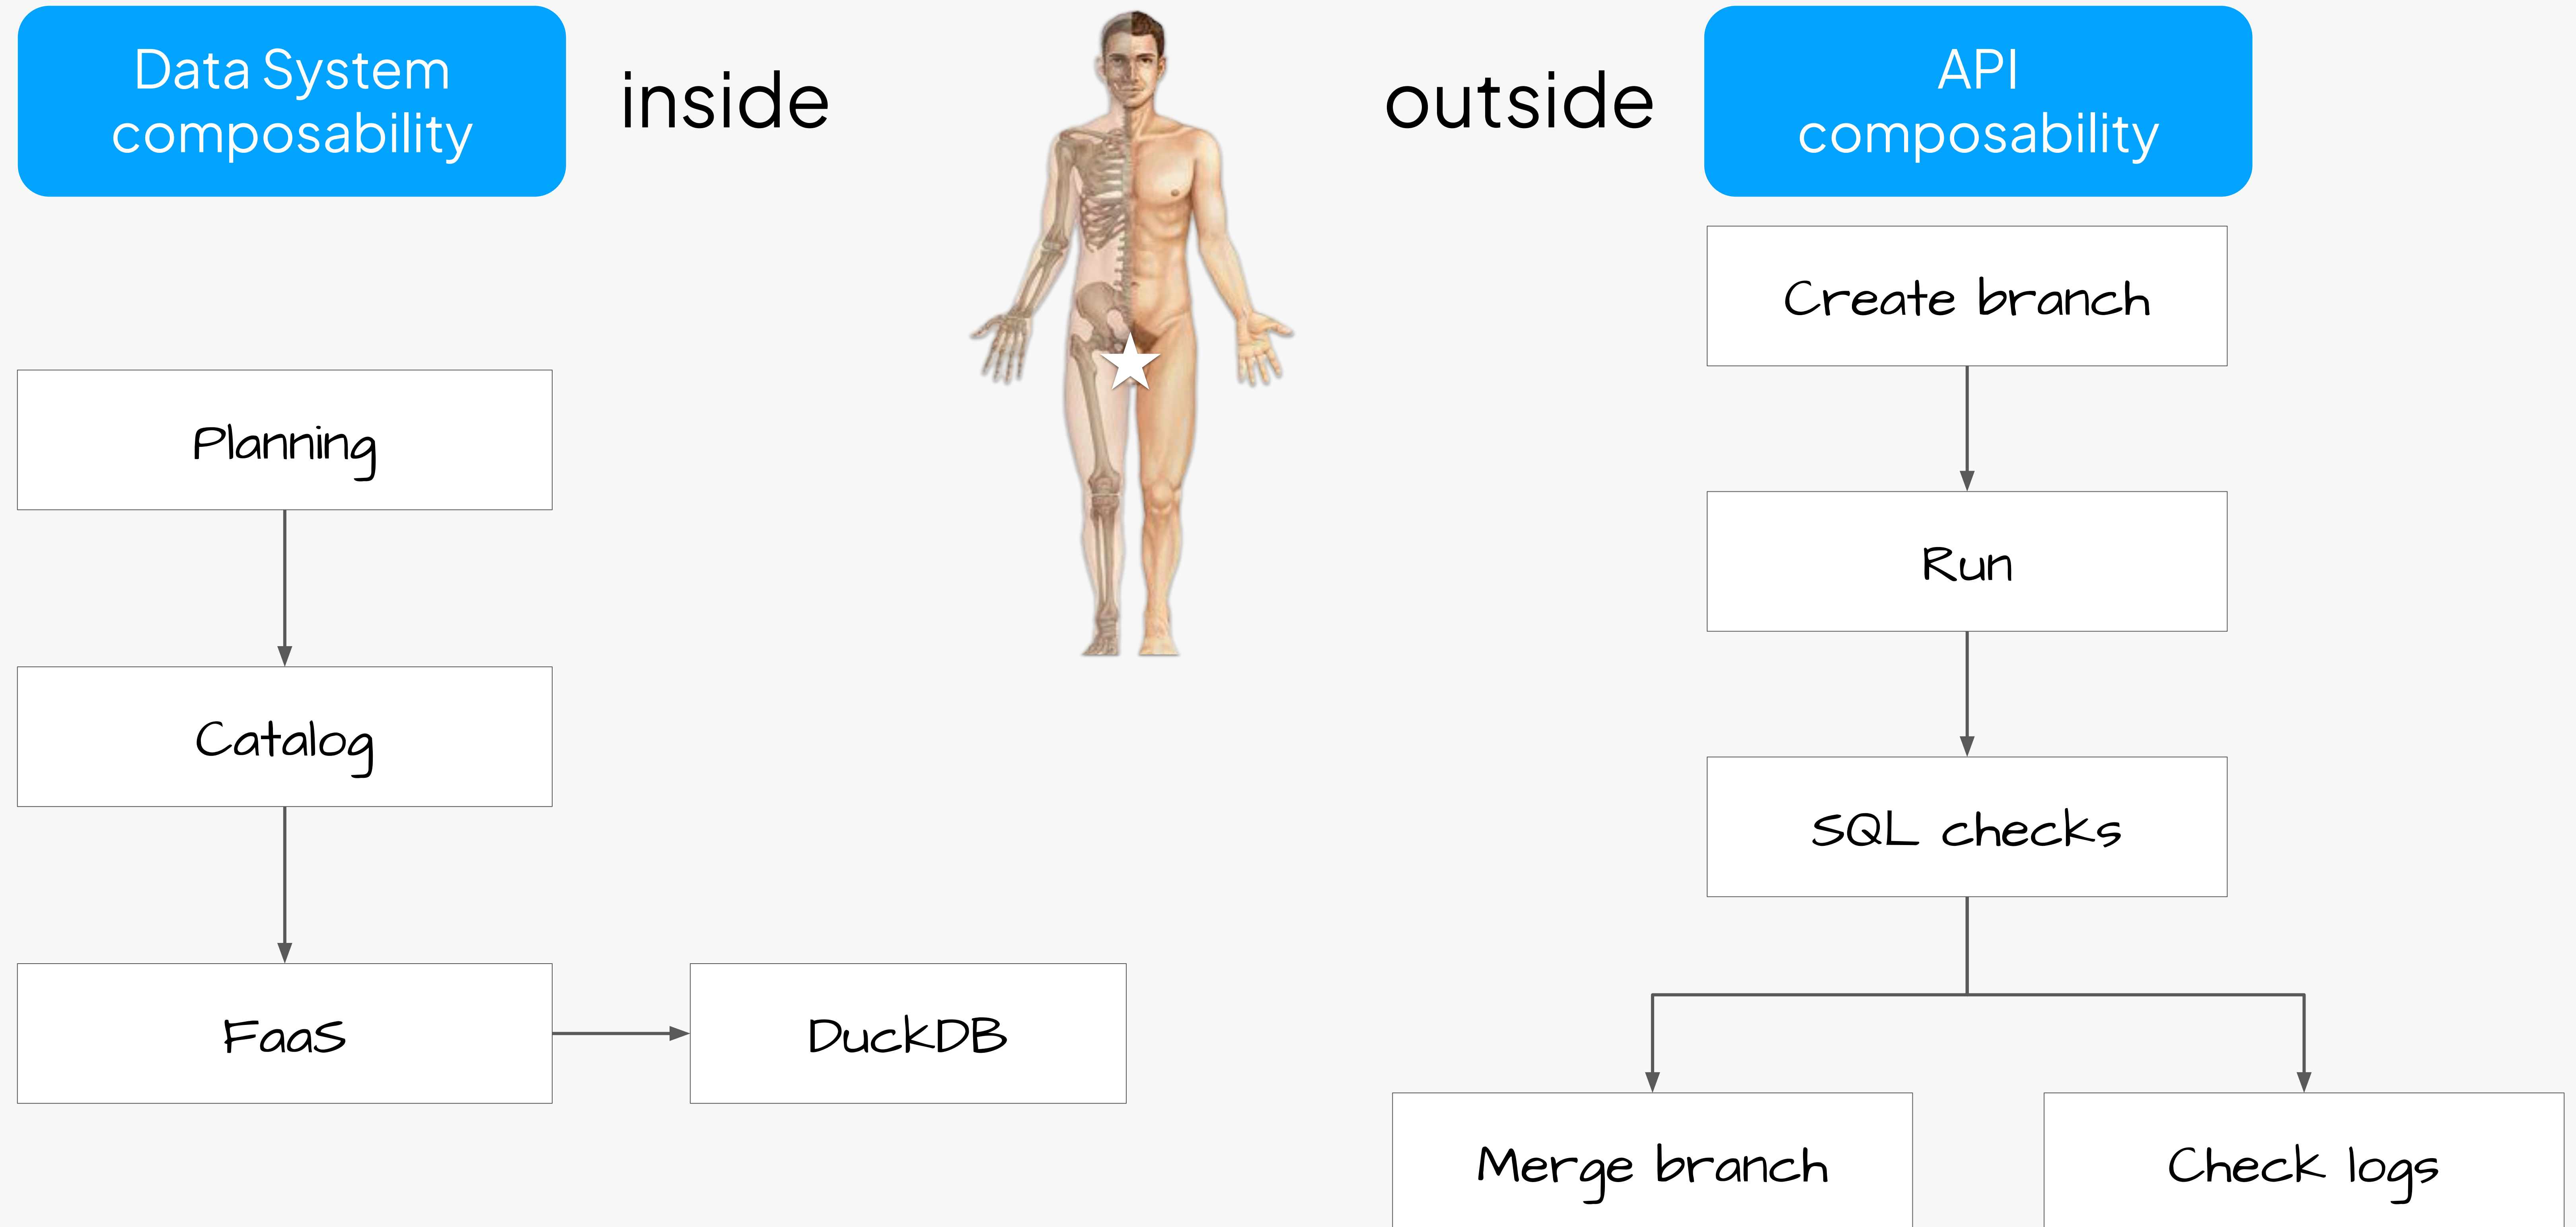 Data System
composability
inside
outside
API
composability
Create branch
Planning
Run
Catalog
SQL checks
FaaS
DuckDB
Merge branch
Check logs